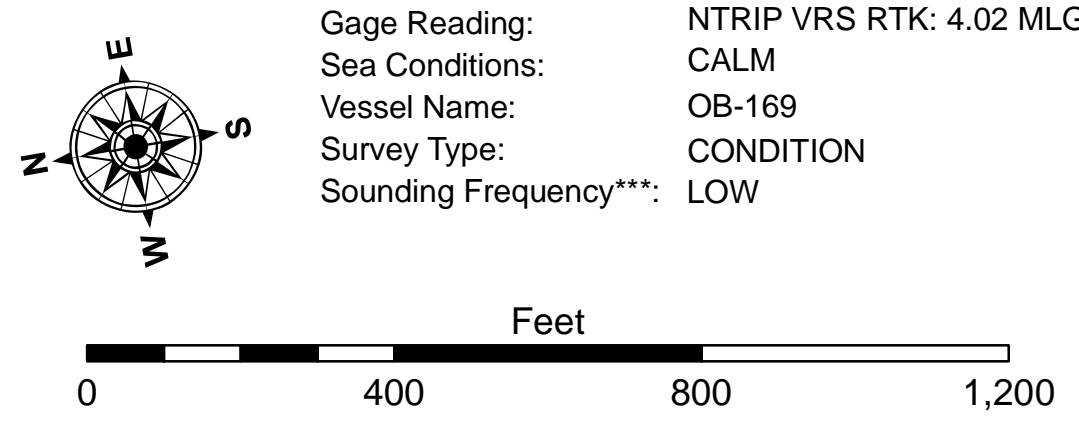 E
N
S
W
Gage Reading: NTRIP VRS RTK: 4.02 MLG
Sea Conditions: CALM
Vessel Name: OB-169
Survey Type: CONDITION
Sounding Frequency***: LOW
Feet
0 400 800 1,200